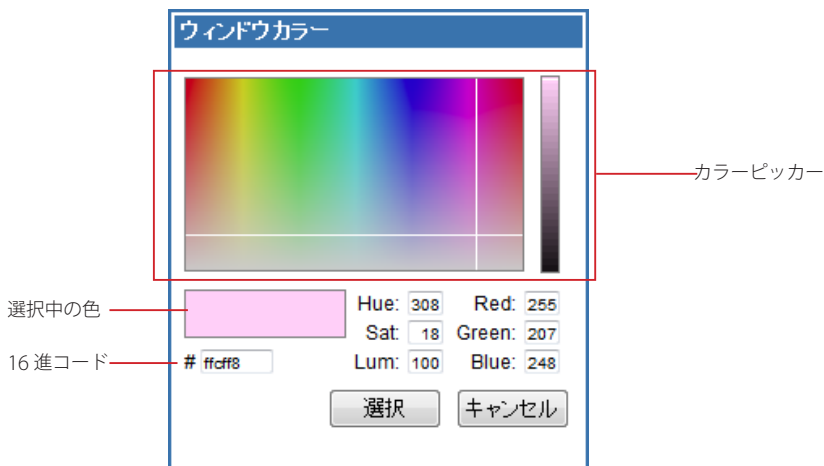 ウィンドウカラー
カラーピッカー
選択中の色
Hue: 308 Red: 255
Sat: 18 Green: 207
16 進コード
# ffcff8
Lum: 100 Blue: 248
選択 キャンセル